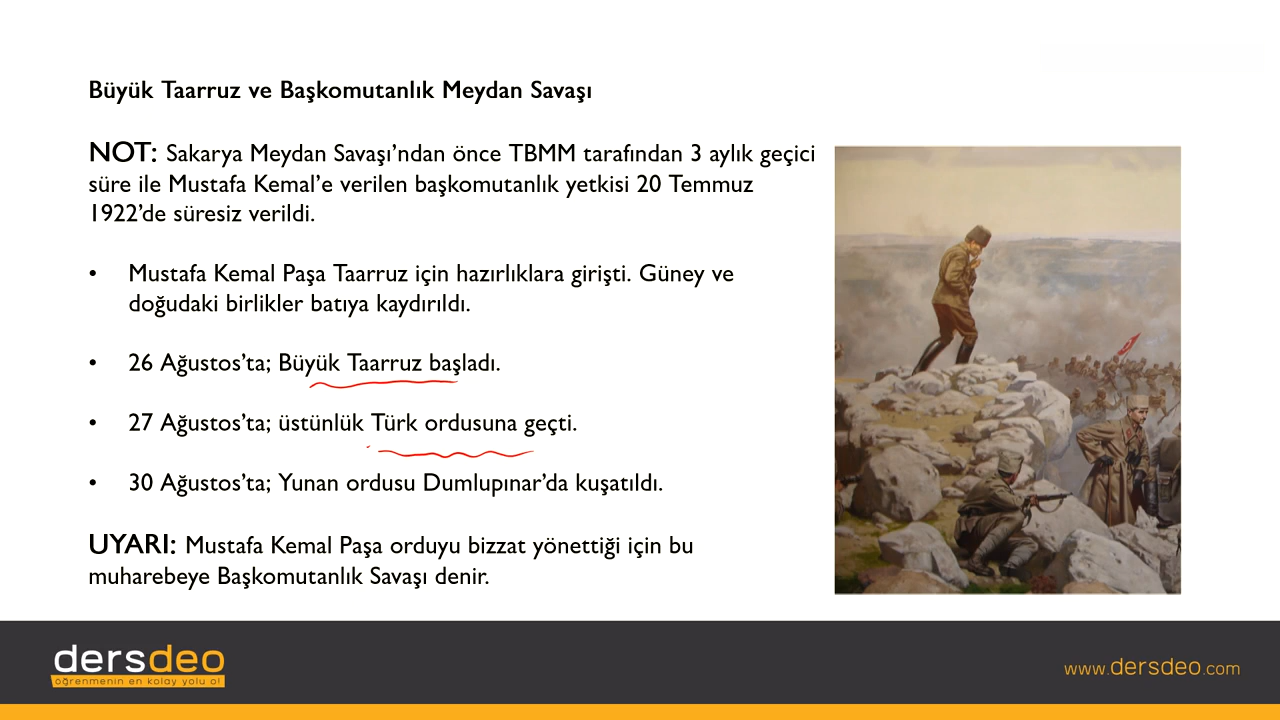 Büyük Taarruz ve Başkomutanlık Meydan Savaşı
NOT: Sakarya Meydan Savaşı’ndan önce TBMM tarafından 3 aylık geçici
süre ile Mustafa Kemal’e verilen başkomutanlık yetkisi 20 Temmuz
1922’de süresiz verildi.
• Mustafa Kemal Paşa Taarruz için hazırlıklara girişti. Güney ve
doğudaki birlikler batıya kaydırıldı.
• 26 Ağustos’ta; Büyük Taarruz başladı.
• 27 Ağustos’ta; üstünlük Türk ordusuna geçti.
• 30 Ağustos’ta; Yunan ordusu Dumlupınar’da kuşatıldı.
UYARI: Mustafa Kemal Paşa orduyu bizzat yönettiği için bu
muharebeye Başkomutanlık Savaşı denir.
dersdeo
öğrenmenin en kolay yolu o!
www.dersdeo.com